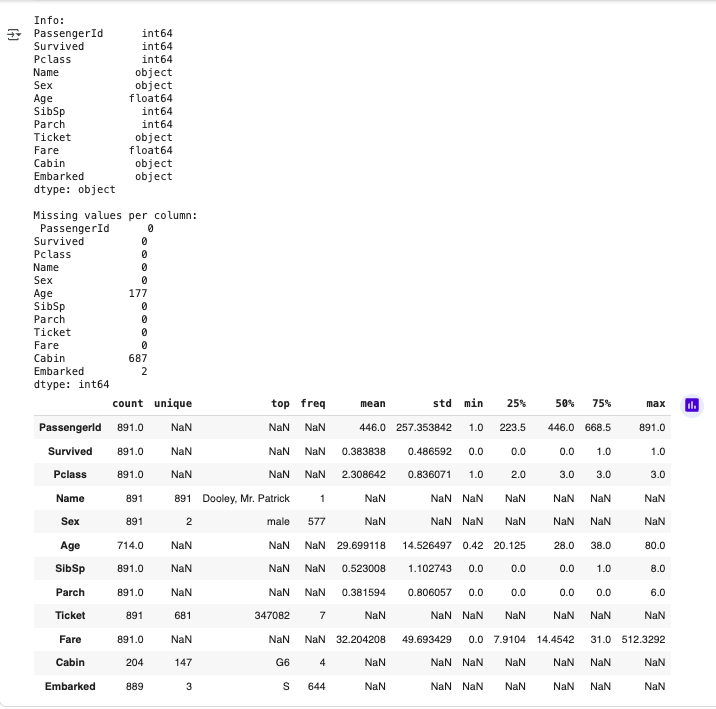 Info:
PassengerId int64
Survived int64
Pclass int64
Name object
Sex object
Age float64
SibSp int64
Parch int64
Ticket object
Fare float64
Cabin object
Embarked object
dtype: object
Missing values per column:
PassengerId 0
Survived 0
Pclass 0
Name 0
Sex 0
Age 177
SibSp 0
Parch 0
Ticket 0
Fare 0
Cabin 687
Embarked 2
dtype: int64
count unique top freq mean std min 25% 50% 75% max
PassengerId 891.0 NaN NaN NaN 446.0 257.353842 1.0 223.5 446.0 668.5 891.0
Survived 891.0 NaN NaN NaN 0.383838 0.486592 0.0 0.0 0.0 1.0 1.0
Pclass 891.0 NaN NaN NaN 2.308642 0.836071 1.0 2.0 3.0 3.0 3.0
Name 891 891 Dooley, Mr. Patrick 1 NaN NaN NaN NaN NaN NaN NaN
Sex 891 2 male 577 NaN NaN NaN NaN NaN NaN NaN
Age 714.0 NaN NaN NaN 29.699118 14.526497 0.42 20.125 28.0 38.0 80.0
SibSp 891.0 NaN NaN NaN 0.523008 1.102743 0.0 0.0 0.0 1.0 8.0
Parch 891.0 NaN NaN NaN 0.381594 0.806057 0.0 0.0 0.0 0.0 6.0
Ticket 891 681 347082 7 NaN NaN NaN NaN NaN NaN NaN
Fare 891.0 NaN NaN NaN 32.204208 49.693429 0.0 7.9104 14.4542 31.0 512.3292
Cabin 204 147 G6 4 NaN NaN NaN NaN NaN NaN NaN
Embarked 889 3 S 644 NaN NaN NaN NaN NaN NaN NaN